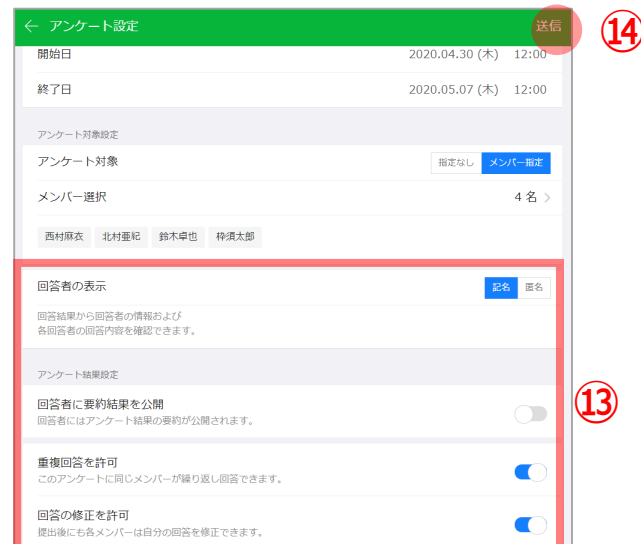 ← アンケート設定 送信 ⑭
開始日 2020.04.30 (木) 12:00
終了日 2020.05.07 (木) 12:00
アンケート対象設定
アンケート対象 指定なし メンバー指定
メンバー選択 4 名 >
西村麻衣 北村亜紀 鈴木卓也 枠須太郎
回答者の表示 記名 匿名
回答結果から回答者の情報および
各回答者の回答内容を確認できます。
アンケート結果設定
⑬
回答者に要約結果を公開
回答者にはアンケート結果の要約が公開されます。
重複回答を許可
このアンケートに同じメンバーが繰り返し回答できます。
回答の修正を許可
提出後にも各メンバーは自分の回答を修正できます。